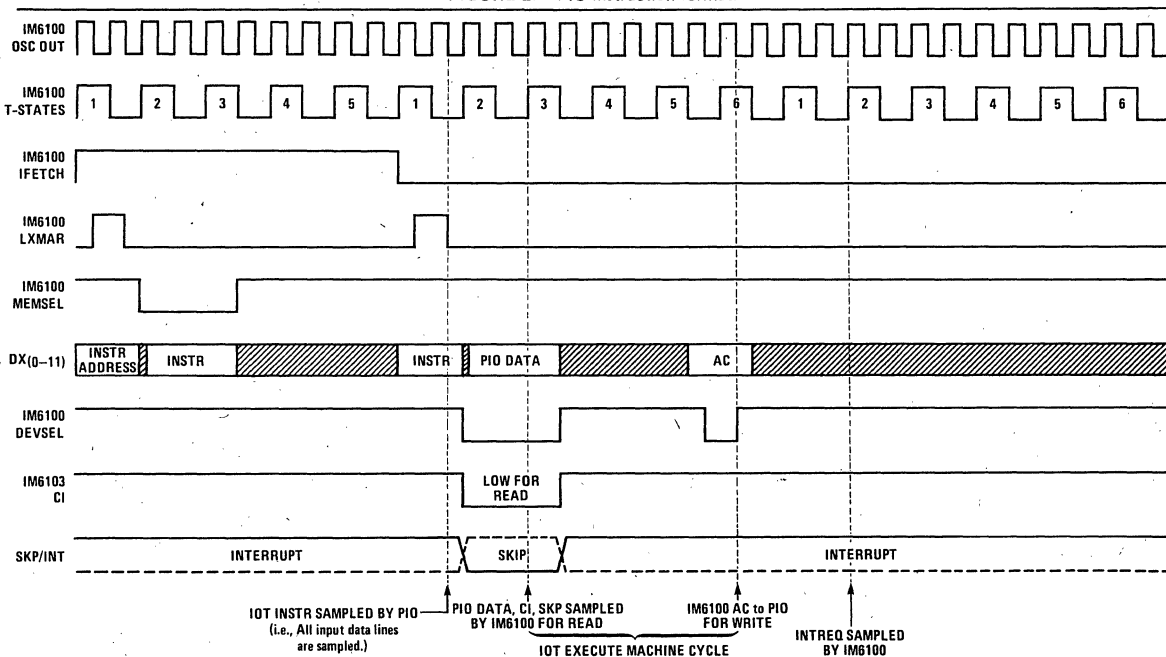 IM6100
OSC OUT
IM6100
T-STATES
1 2 3 4 5 1 2 3 4 5 6 1 2 3 4 5 6
IM6100
IFETCH
IM6100
LXMAR
IM6100
MEMSEL
DX(0–11)
INSTR
ADDRESS
INSTR
INSTR
PIO DATA
AC
IM6100
DEVSEL
IM6103
CI
LOW FOR
READ
SKP/INT
INTERRUPT
SKIP
INTERRUPT
IOT INSTR SAMPLED BY PIO
(i.e., All input data lines
are sampled.)
PIO DATA, CI, SKP SAMPLED
BY IM6100 FOR READ
IM6100 AC to PIO
FOR WRITE
IOT EXECUTE MACHINE CYCLE
INTREQ SAMPLED
BY IM6100